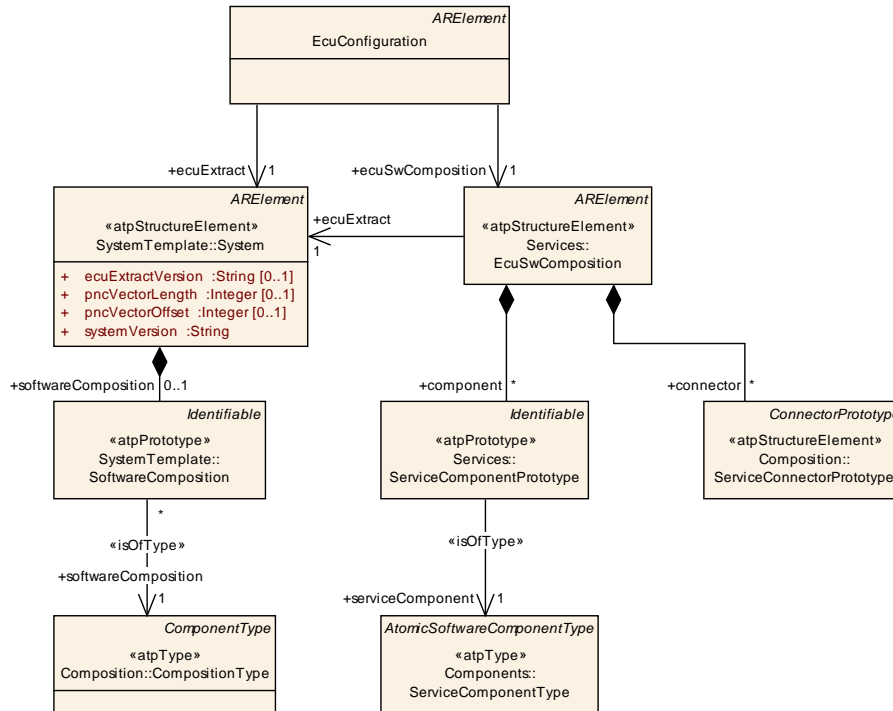 ARElement
EcuConfiguration
+ecuExtract 1
+ecuSwComposition 1
ARElement
«atpStructureElement»
SystemTemplate::System
+ ecuExtractVersion :String [0..1]
+ pncVectorLength :Integer [0..1]
+ pncVectorOffset :Integer [0..1]
+ systemVersion :String
+ecuExtract
1
ARElement
«atpStructureElement»
Services::
EcuSwComposition
+softwareComposition 0..1
+component *
+connector *
Identifiable
«atpPrototype»
SystemTemplate::
SoftwareComposition
Identifiable
«atpPrototype»
Services::
ServiceComponentPrototype
ConnectorPrototype
«atpStructureElement»
Composition::
ServiceConnectorPrototype
*
«isOfType»
+softwareComposition
1
«isOfType»
+serviceComponent 1
ComponentType
«atpType»
Composition::CompositionType
AtomicSoftwareComponentType
«atpType»
Components::
ServiceComponentType